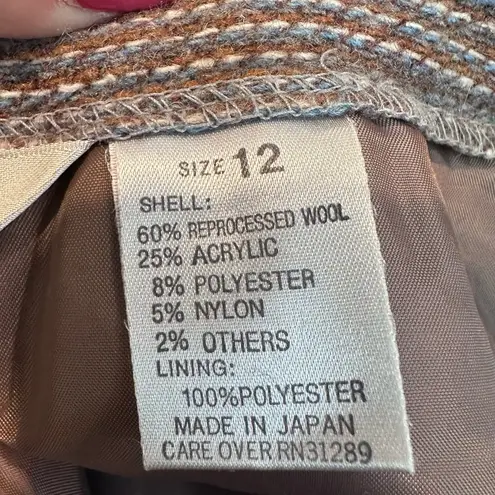 SIZE 12
SHELL:
60% REPROCESSED WOOL
25% ACRYLIC
8% POLYESTER
5% NYLON
2% OTHERS
LINING:
100%POLYESTER
MADE IN JAPAN
CARE OVER RN31289